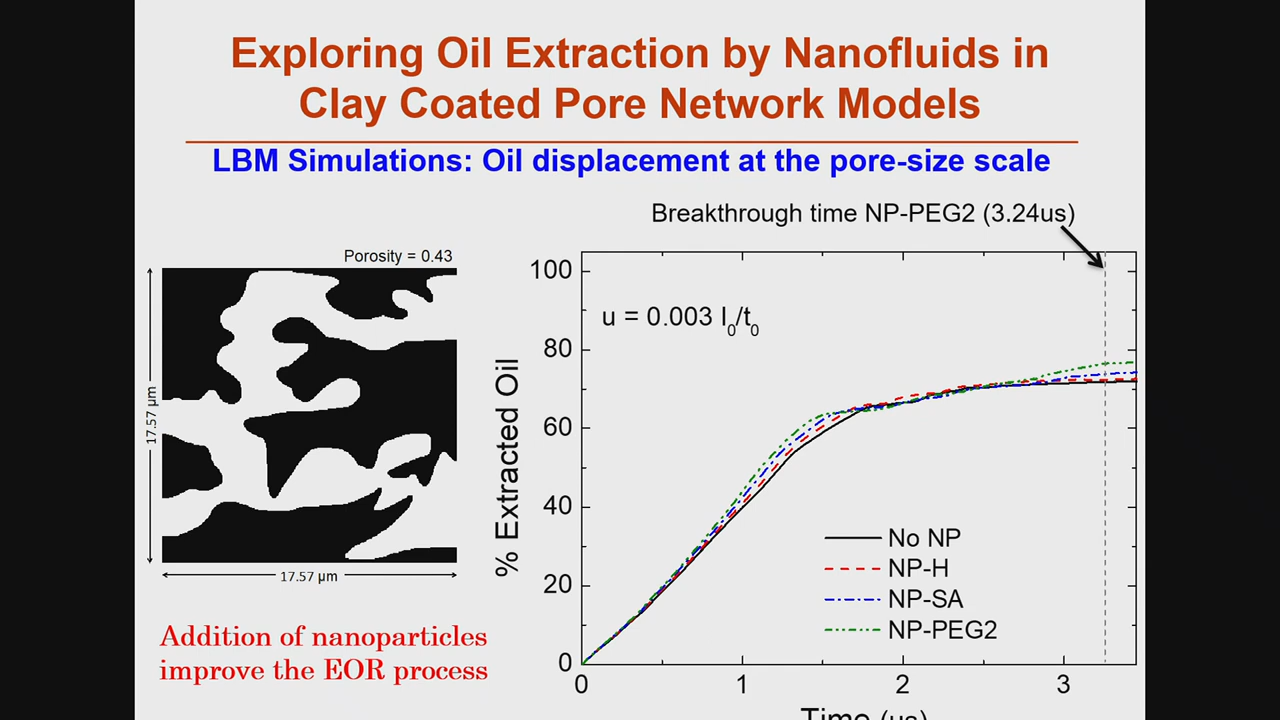 Exploring Oil Extraction by Nanofluids in
Clay Coated Pore Network Models
LBM Simulations: Oil displacement at the pore-size scale
Breakthrough time NP-PEG2 (3.24us)
Porosity = 0.43
17.57 μm
17.57 μm
Addition of nanoparticles
improve the EOR process
% Extracted Oil
100
80
60
40
20
0
u = 0.003 l₀/t₀
No NP
NP-H
NP-SA
NP-PEG2
0 1 2 3
Time (us)